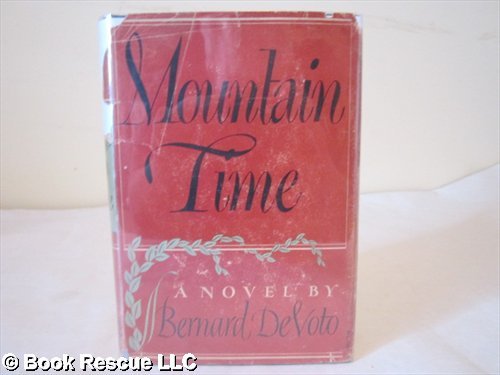 Mountain
Time
A NOVEL BY
Bernard DeVoto
© Book Rescue LLC